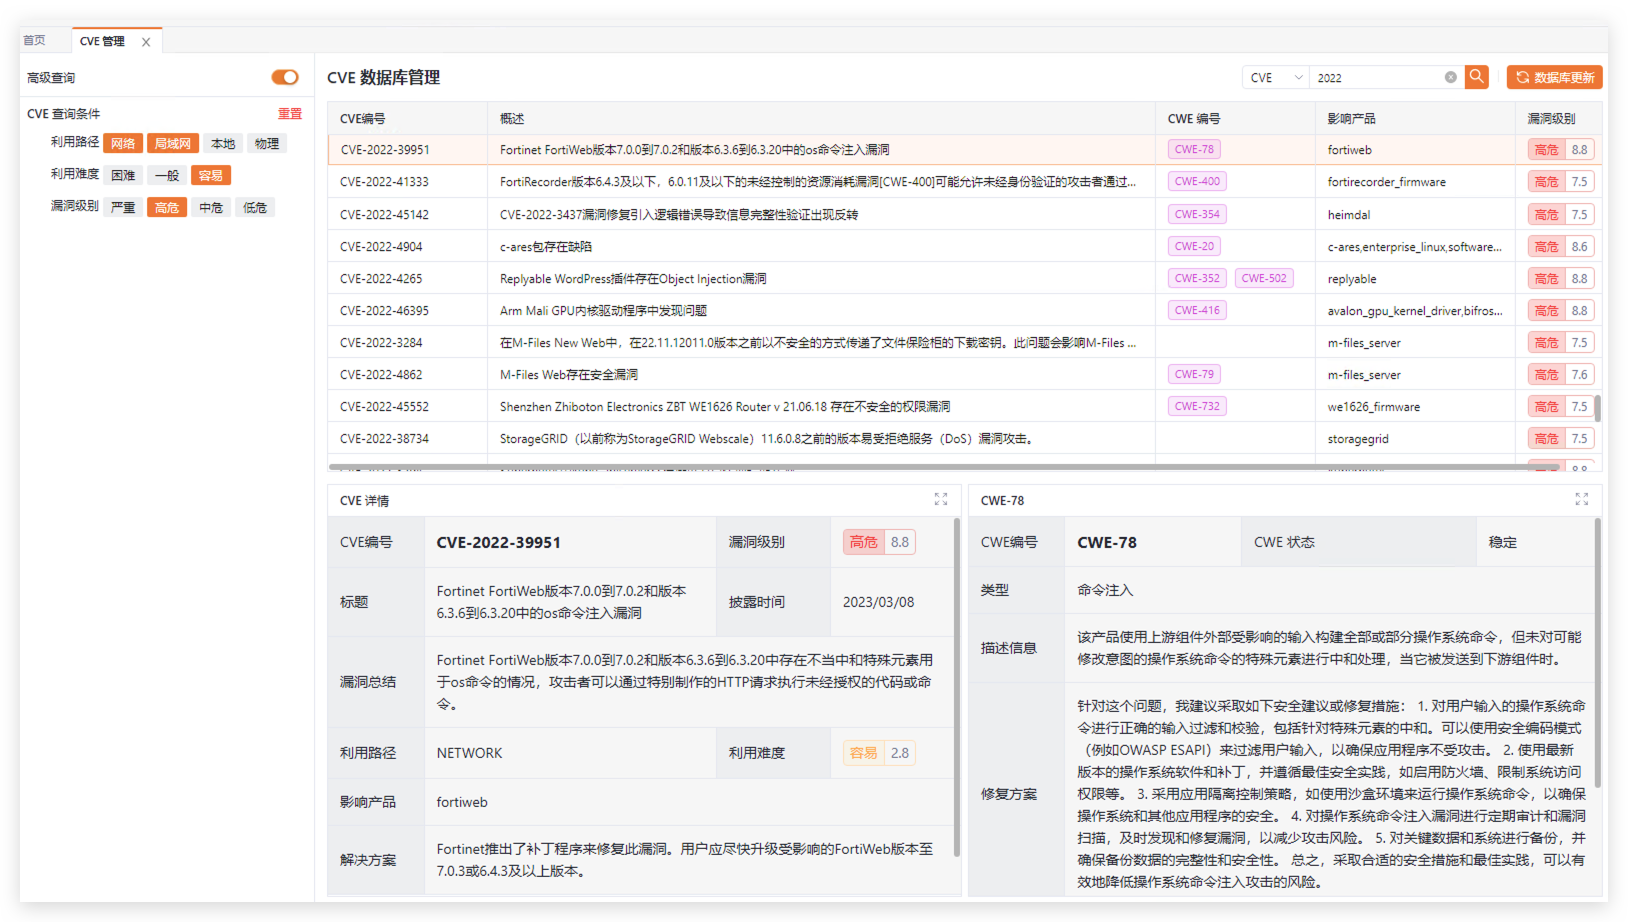 首页
CVE 管理
高级查询
CVE 查询条件
重置
利用路径 网络 局域网 本地 物理
利用难度 困难 一般 容易
漏洞级别 严重 高危 中危 低危
CVE 数据库管理
CVE 2022 数据库更新
CVE编号 概述 CWE 编号 影响产品 漏洞级别
CVE-2022-39951 Fortinet FortiWeb版本7.0.0到7.0.2和版本6.3.6到6.3.20中的os命令注入漏洞 CWE-78 fortiweb 高危 8.8
CVE-2022-41333 FortiRecorder版本6.4.3及以下，6.0.11及以下的未经控制的资源消耗漏洞[CWE-400]可能允许未经身份验证的攻击者通过... CWE-400 fortirecorder_firmware 高危 7.5
CVE-2022-45142 CVE-2022-3437漏洞修复引入逻辑错误导致信息完整性验证出现反转 CWE-354 heimdal 高危 7.5
CVE-2022-4904 c-ares包存在缺陷 CWE-20 c-ares,enterprise_linux,software... 高危 8.6
CVE-2022-4265 Replyable WordPress插件存在Object Injection漏洞 CWE-352 CWE-502 replyable 高危 8.8
CVE-2022-46395 Arm Mali GPU内核驱动程序中发现问题 CWE-416 avalon_gpu_kernel_driver,bifros... 高危 8.8
CVE-2022-3284 在M-Files New Web中，在22.11.12011.0版本之前以不安全的方式传递了文件保险柜的下载密钥。此问题会影响M-Files ... m-files_server 高危 7.5
CVE-2022-4862 M-Files Web存在安全漏洞 CWE-79 m-files_server 高危 7.6
CVE-2022-45552 Shenzhen Zhiboton Electronics ZBT WE1626 Router v 21.06.18 存在不安全的权限漏洞 CWE-732 we1626_firmware 高危 7.5
CVE-2022-38734 StorageGRID（以前称为StorageGRID Webscale）11.6.0.8之前的版本易受拒绝服务（DoS）漏洞攻击。 storagegrid 高危 7.5
CVE 详情
CVE编号 CVE-2022-39951 漏洞级别 高危 8.8
标题 Fortinet FortiWeb版本7.0.0到7.0.2和版本
6.3.6到6.3.20中的os命令注入漏洞 披露时间 2023/03/08
漏洞总结 Fortinet FortiWeb版本7.0.0到7.0.2和版本6.3.6到6.3.20中存在不当中和特殊元素用
于os命令的情况，攻击者可以通过特别制作的HTTP请求执行未经授权的代码或命
令。
利用路径 NETWORK 利用难度 容易 2.8
影响产品 fortiweb
解决方案 Fortinet推出了补丁程序来修复此漏洞。用户应尽快升级受影响的FortiWeb版本至
7.0.3或6.4.3及以上版本。
CWE-78
CWE编号 CWE-78 CWE 状态 稳定
类型 命令注入
描述信息 该产品使用上游组件外部受影响的输入构建全部或部分操作系统命令，但未对可能
修改意图的操作系统命令的特殊元素进行中和处理，当它被发送到下游组件时。
修复方案 针对这个问题，我建议采取如下安全建议或修复措施： 1. 对用户输入的操作系统命
令进行正确的输入过滤和校验，包括针对特殊元素的中和。可以使用安全编码模式
（例如OWASP ESAPI）来过滤用户输入，以确保应用程序不受攻击。 2. 使用最新
版本的操作系统软件和补丁，并遵循最佳安全实践，如启用防火墙、限制系统访问
权限等。 3. 采用应用隔离控制策略，如使用沙盒环境来运行操作系统命令，以确保
操作系统和其他应用程序的安全。 4. 对操作系统命令注入漏洞进行定期审计和漏洞
扫描，及时发现和修复漏洞，以减少攻击风险。 5. 对关键数据和系统进行备份，并
确保备份数据的完整性和安全性。 总之，采取合适的安全措施和最佳实践，可以有
效地降低操作系统命令注入攻击的风险。